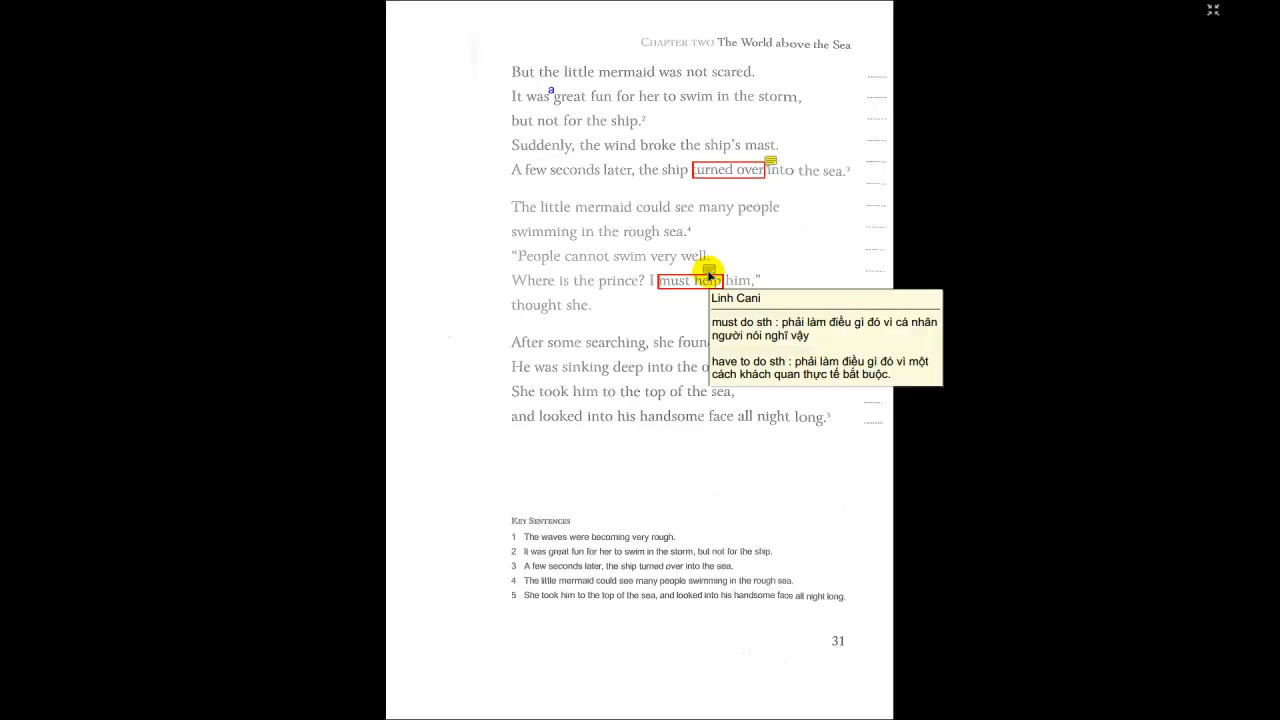 CHAPTER TWO The World above the Sea
But the little mermaid was not scared.
It was a great fun for her to swim in the storm,
but not for the ship.²
Suddenly, the wind broke the ship's mast.
A few seconds later, the ship turned over into the sea.³
The little mermaid could see many people
swimming in the rough sea.⁴
“People cannot swim very well.
Where is the prince? I must help him,”
thought she.
Linh Cani
must do sth : phải làm điều gì đó vì cá nhân
người nói nghĩ vậy
have to do sth : phải làm điều gì đó vì một
cách khách quan thực tế bắt buộc.
After some searching, she foun
He was sinking deep into the o
She took him to the top of the sea,
and looked into his handsome face all night long.⁵
KEY SENTENCES
1 The waves were becoming very rough.
2 It was great fun for her to swim in the storm, but not for the ship.
3 A few seconds later, the ship turned over into the sea.
4 The little mermaid could see many people swimming in the rough sea.
5 She took him to the top of the sea, and looked into his handsome face all night long.
31